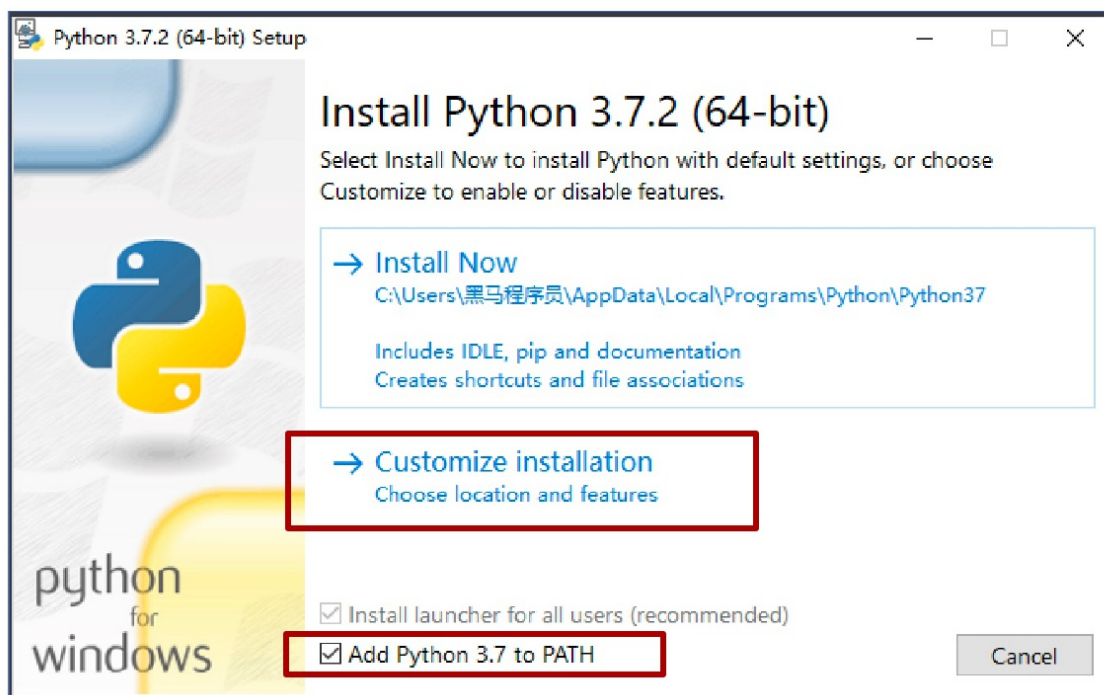 Python 3.7.2 (64-bit) Setup
Install Python 3.7.2 (64-bit)
Select Install Now to install Python with default settings, or choose
Customize to enable or disable features.
→ Install Now
C:\Users\黑马程序员\AppData\Local\Programs\Python\Python37
Includes IDLE, pip and documentation
Creates shortcuts and file associations
→ Customize installation
Choose location and features
python
for
windows
Install launcher for all users (recommended)
Add Python 3.7 to PATH
Cancel